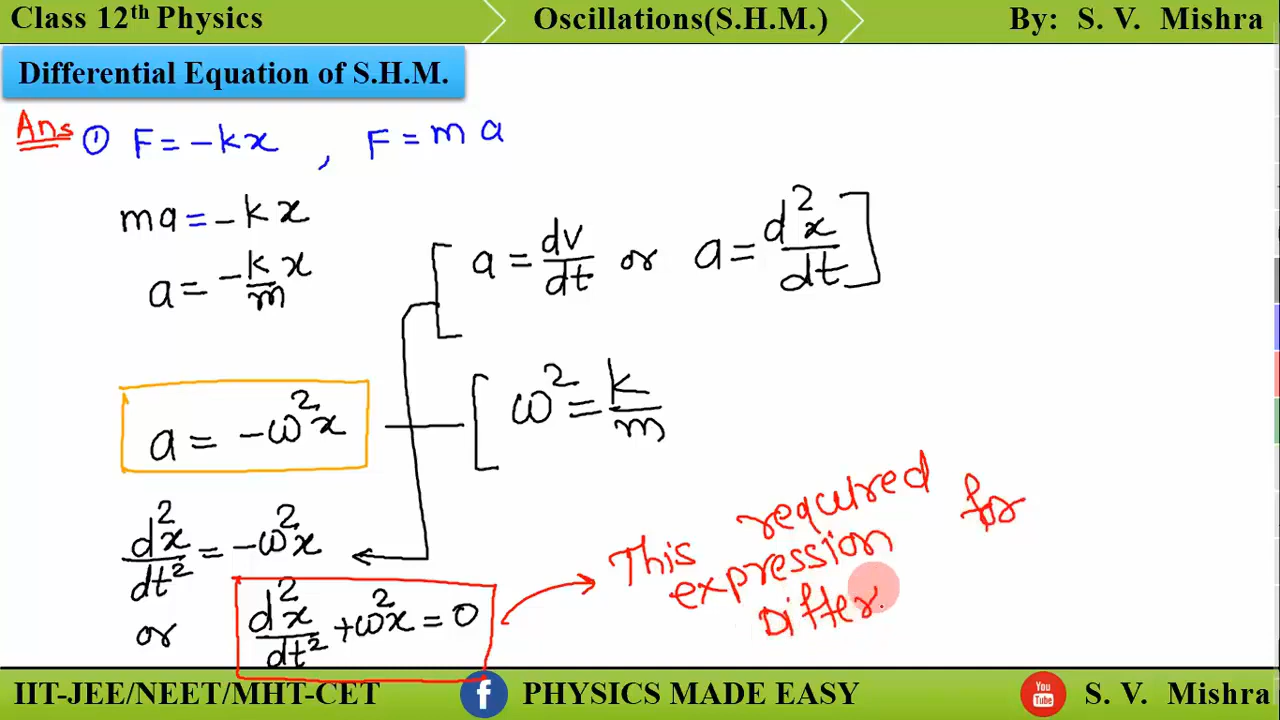 Class 12th Physics
Oscillations(S.H.M.)
By: S. V. Mishra
Differential Equation of S.H.M.
Ans ① F = -kx , F = ma
ma = -kx
a = -k/m x
[ a = dv/dt or a = d²x/dt ]
a = -ω²x
[ ω² = k/m
d²x/dt² = -ω²x
or d²x/dt² + ω²x = 0
This required for
expression
Differ
IIT-JEE/NEET/MHT-CET
f PHYSICS MADE EASY
You Tube S. V. Mishra